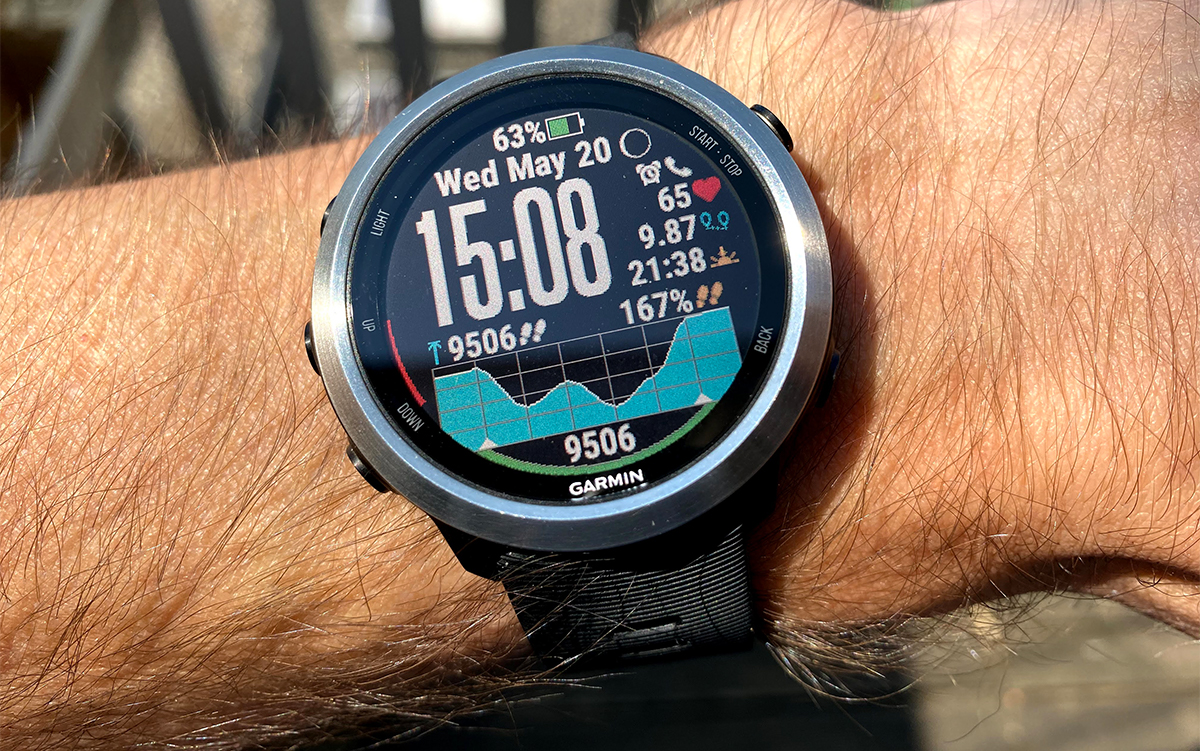 63%
Wed May 20
START · STOP
LIGHT
15:08
65
9.87
21:38
167%
UP
9506
BACK
DOWN
9506
GARMIN